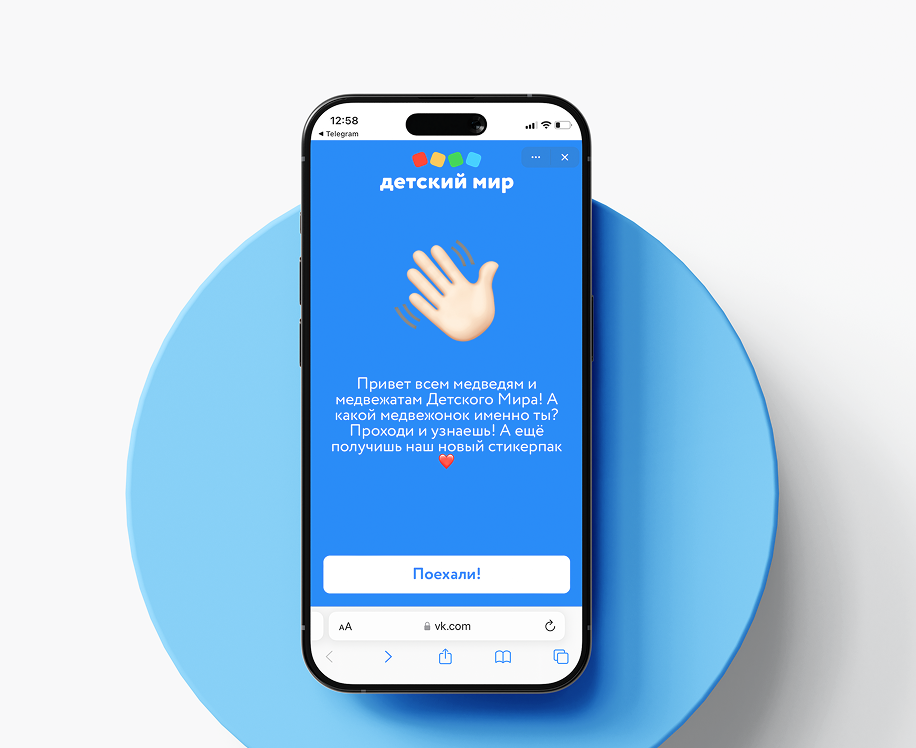 12:58
◀ Telegram
детский мир
Привет всем медведям и
медвежатам Детского Мира! А
какой медвежонок именно ты?
Проходи и узнаешь! А ещё
получишь наш новый стикерпак
❤️
Поехали!
AA
vk.com